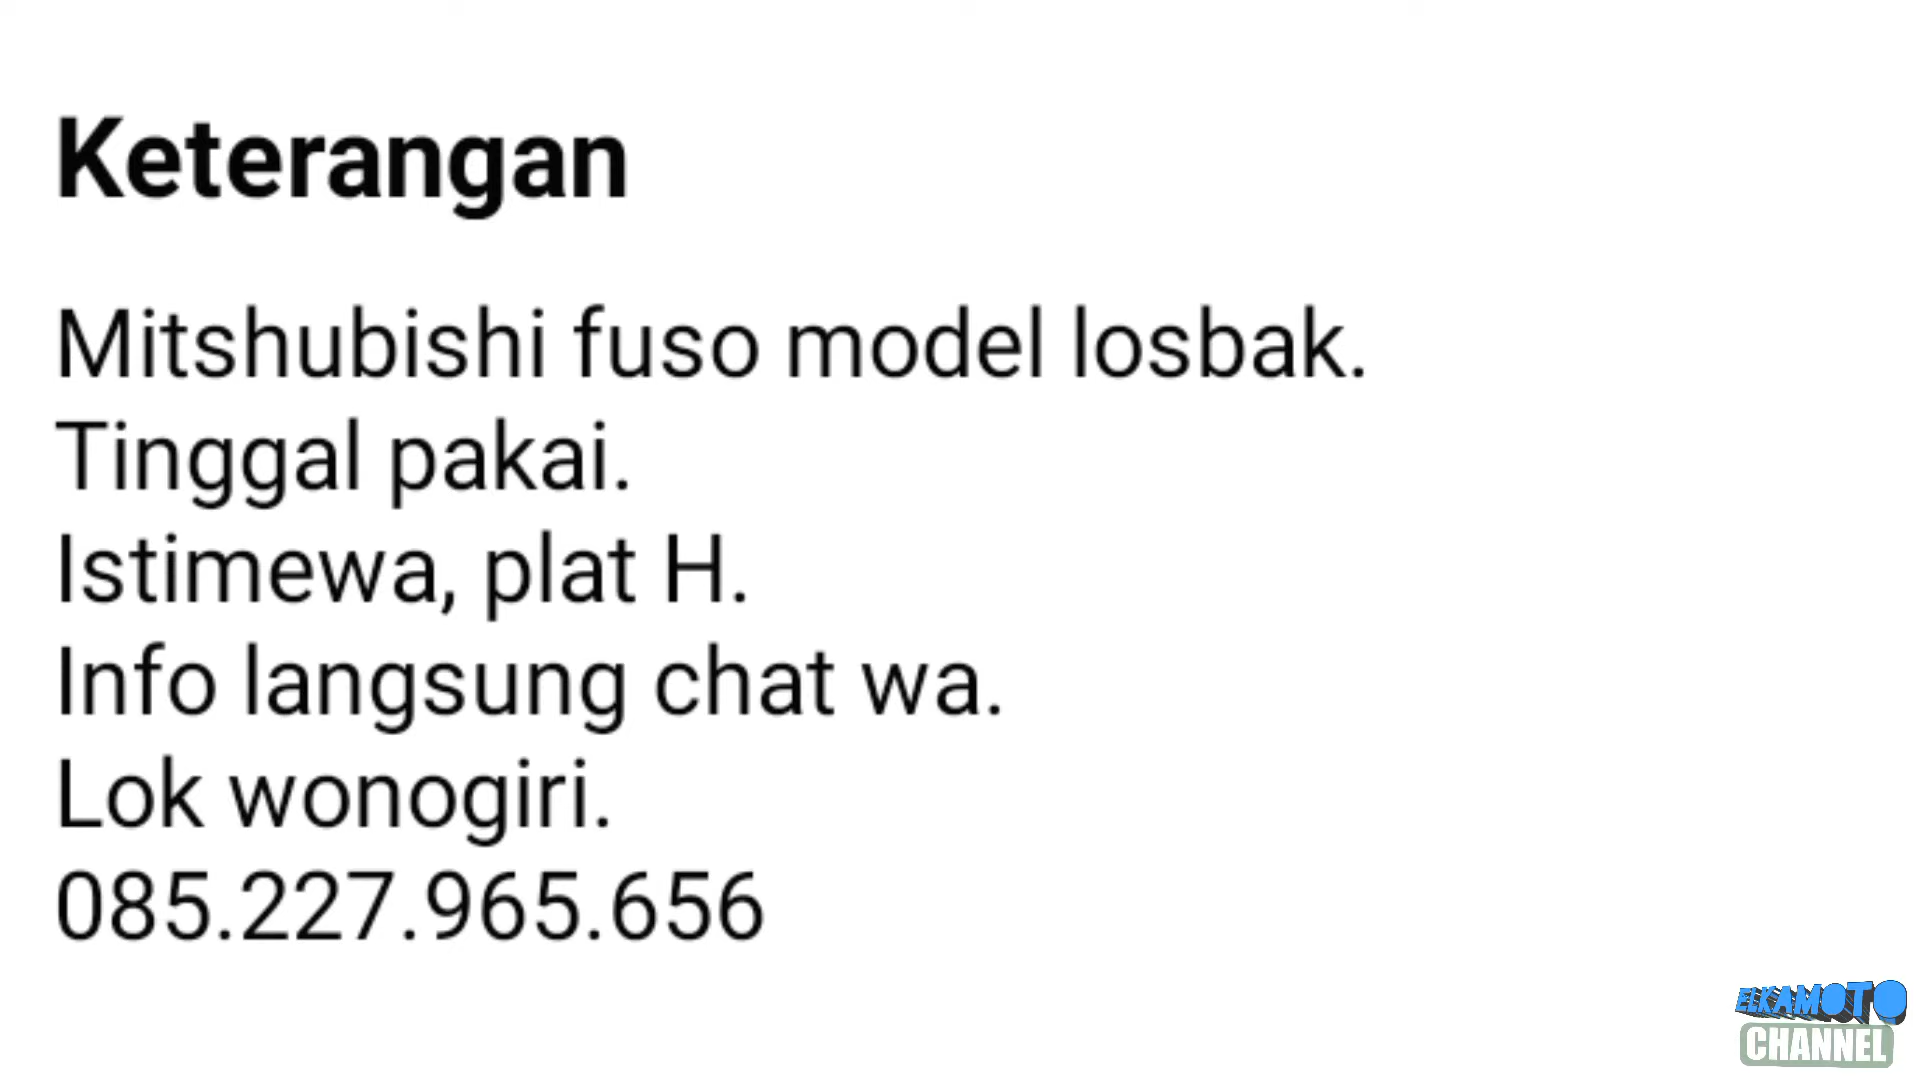 Keterangan
Mitshubishi fuso model losbak.
Tinggal pakai.
Istimewa, plat H.
Info langsung chat wa.
Lok wonogiri.
085.227.965.656
ELKAMOTO
CHANNEL